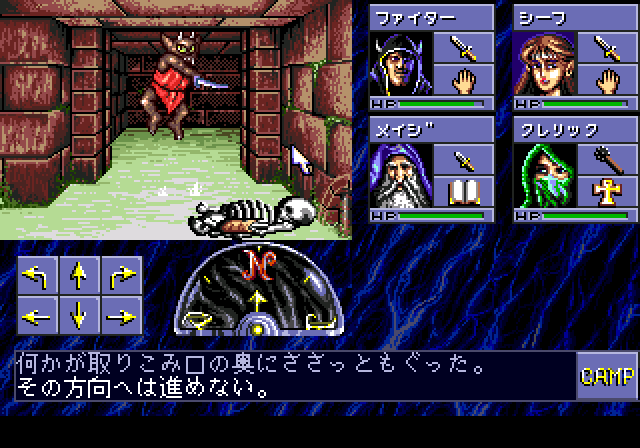 ファイター
シーフ
HP
HP
メイジ
クレリック
HP
HP
N
何かが取りこみ口の奥にささっともぐった。
その方向へは進めない。
CAMP